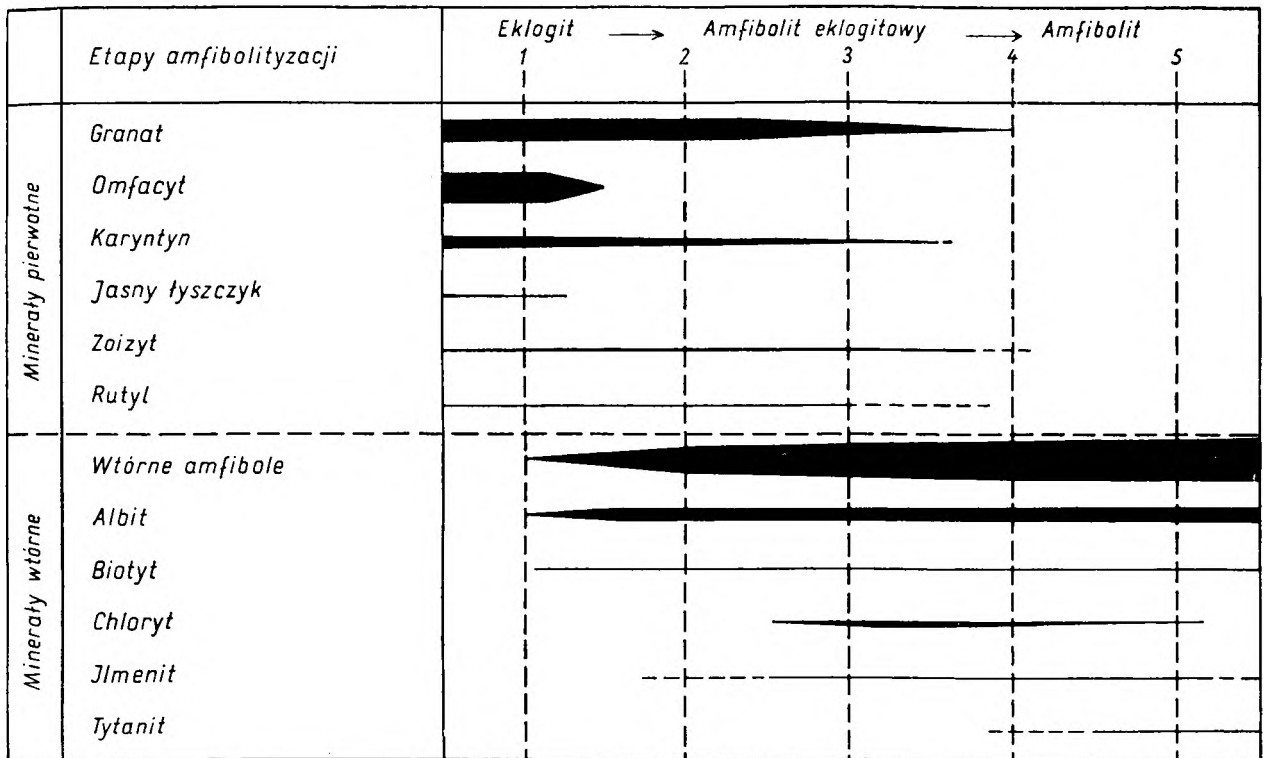 Etapy amfibolityzacji
Eklogit → Amfibolit eklogitowy → Amfibolit
1 2 3 4 5
Minerały pierwotne
Granat
Omfacyt
Karyntyn
Jasny łyszczyk
Zoizyt
Rutyl
Minerały wtórne
Wtórne amfibole
Albit
Biotyt
Chloryt
Jlmenit
Tytanit